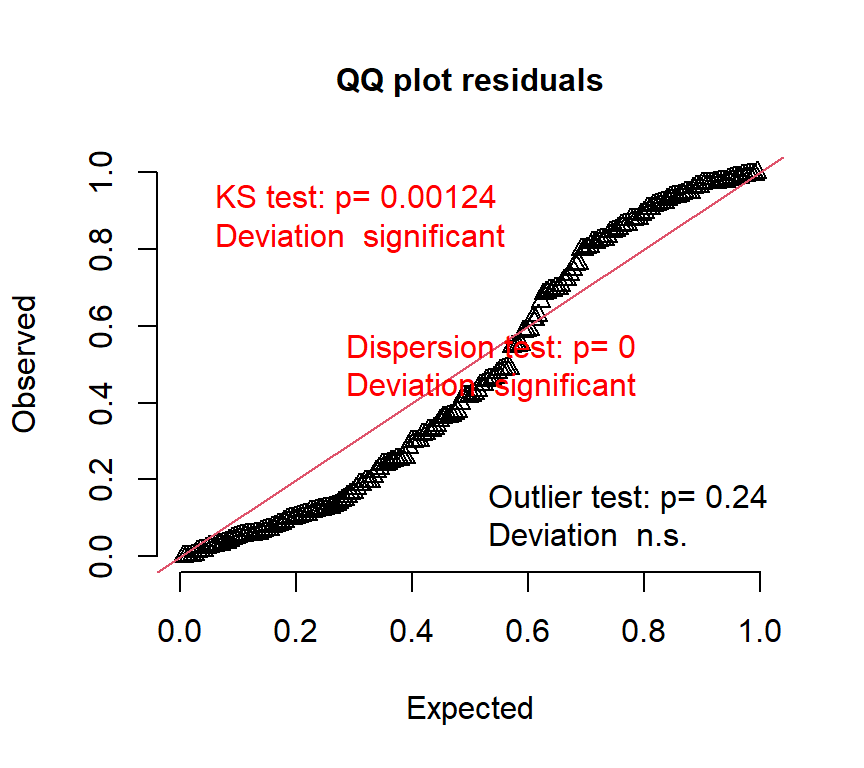 QQ plot residuals
KS test: p= 0.00124
Deviation  significant
Dispersion test: p= 0
Deviation  significant
Outlier test: p= 0.24
Deviation  n.s.
Observed
1.0
0.8
0.6
0.4
0.2
0.0
0.0 0.2 0.4 0.6 0.8 1.0
Expected